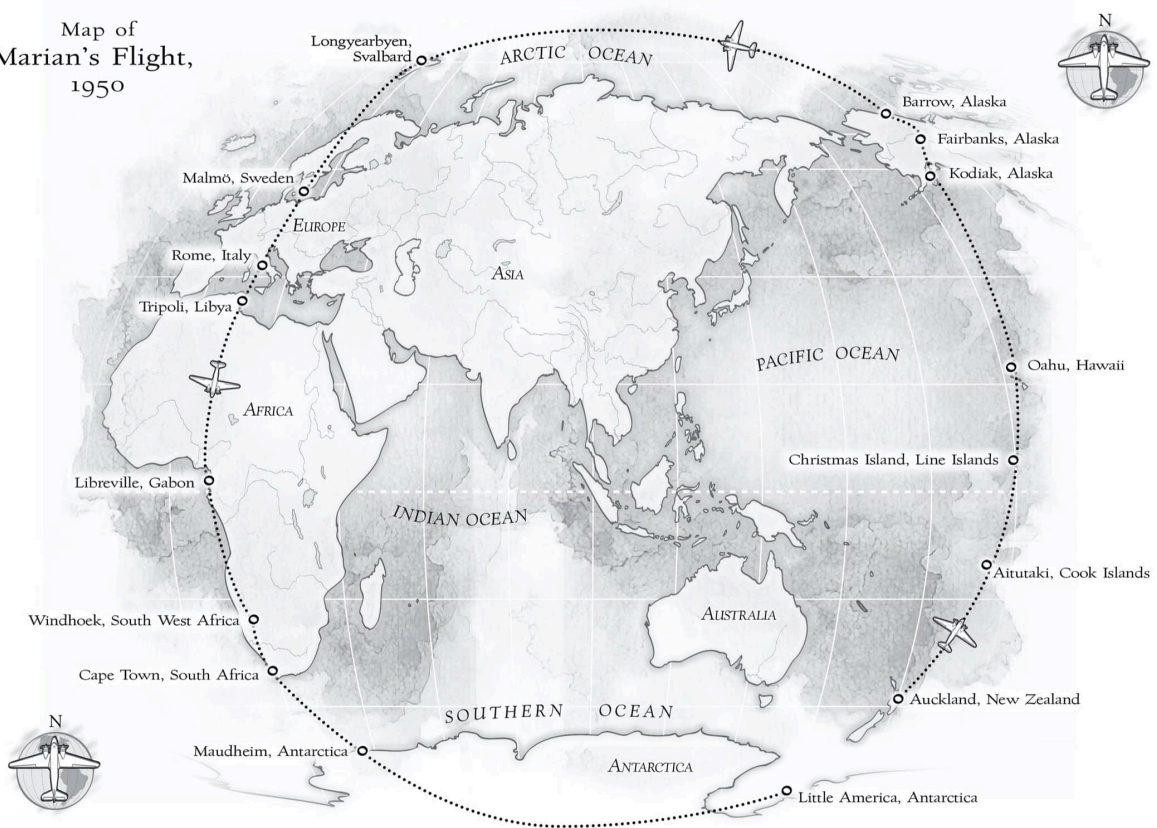 Map of
Marian's Flight,
1950
N
Longyearbyen,
Svalbard
ARCTIC OCEAN
Barrow, Alaska
Fairbanks, Alaska
Kodiak, Alaska
Malmö, Sweden
EUROPE
Rome, Italy
ASIA
Tripoli, Libya
PACIFIC OCEAN
Oahu, Hawaii
AFRICA
Christmas Island, Line Islands
Libreville, Gabon
INDIAN OCEAN
Aitutaki, Cook Islands
Windhoek, South West Africa
AUSTRALIA
Cape Town, South Africa
Auckland, New Zealand
SOUTHERN OCEAN
N
Maudheim, Antarctica
ANTARCTICA
Little America, Antarctica